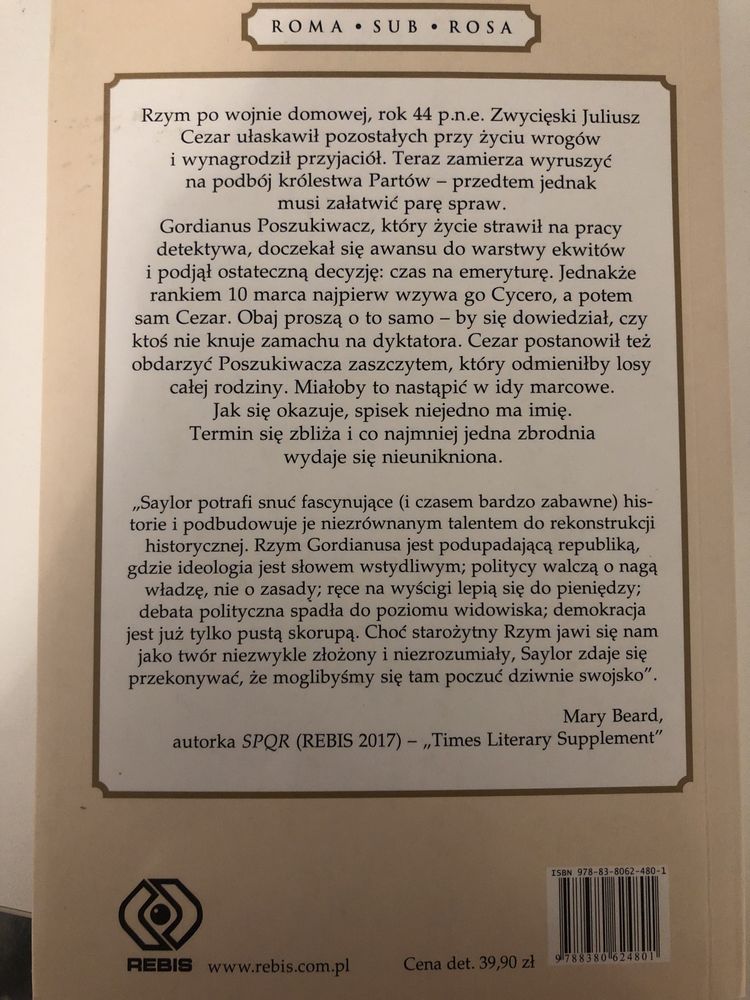 ROMA • SUB • ROSA
Rzym po wojnie domowej, rok 44 p.n.e. Zwycięski Juliusz
Cezar ułaskawił pozostałych przy życiu wrogów
i wynagrodził przyjaciół. Teraz zamierza wyruszyć
na podbój królestwa Partów – przedtem jednak
musi załatwić parę spraw.
Gordianus Poszukiwacz, który życie strawił na pracy
detektywa, doczekał się awansu do warstwy ekwitów
i podjął ostateczną decyzję: czas na emeryturę. Jednakże
rankiem 10 marca najpierw wzywa go Cycero, a potem
sam Cezar. Obaj proszą o to samo – by się dowiedział, czy
ktoś nie knuje zamachu na dyktatora. Cezar postanowił też
obdarzyć Poszukiwacza zaszczytem, który odmieniłby losy
całej rodziny. Miałoby to nastąpić w idy marcowe.
Jak się okazuje, spisek niejedno ma imię.
Termin się zbliża i co najmniej jedna zbrodnia
wydaje się nieunikniona.
„Saylor potrafi snuć fascynujące (i czasem bardzo zabawne) his-
torie i podbudowuje je niezrównanym talentem do rekonstrukcji
historycznej. Rzym Gordianusa jest podupadającą republiką,
gdzie ideologia jest słowem wstydliwym; politycy walczą o nagą
władzę, nie o zasady; ręce na wyścigi lepią się do pieniędzy;
debata polityczna spadła do poziomu widowiska; demokracja
jest już tylko pustą skorupą. Choć starożytny Rzym jawi się nam
jako twór niezwykle złożony i niezrozumiały, Saylor zdaje się
przekonywać, że moglibyśmy się tam poczuć dziwnie swojsko”.
Mary Beard,
autorka SPQR (REBIS 2017) – „Times Literary Supplement”
ISBN 978-83-8062-480-1
9788380624801
REBIS
www.rebis.com.pl
Cena det. 39,90 zł